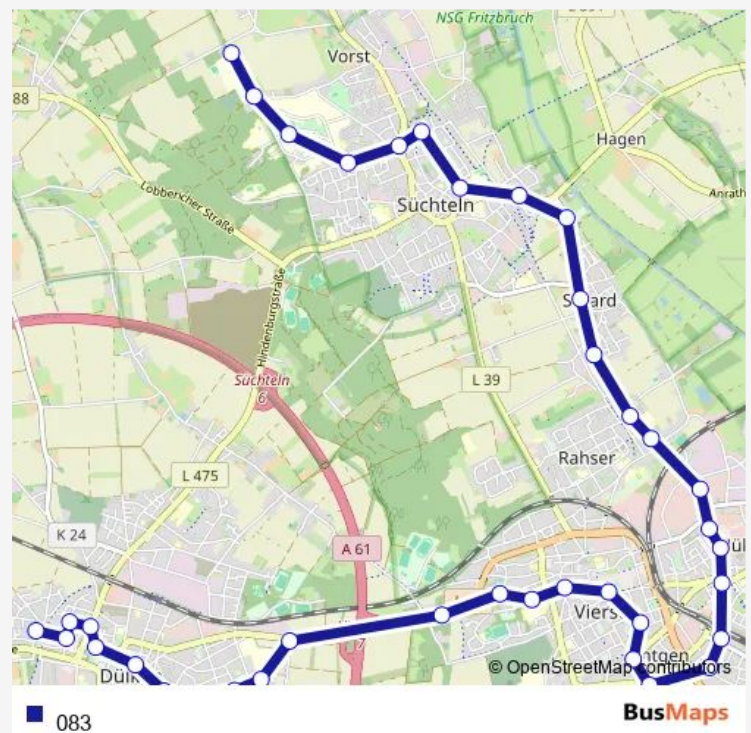 NSG Fritzbruch
Vorst
88
Hagen
Lobbericher Straße
Anrath
Süchteln
Hindenburgstraße
Süchteln
6
L 39
Rahser
L 475
K 24
A 61
7
Viers
© OpenStreetMap contributors
083
BusMaps